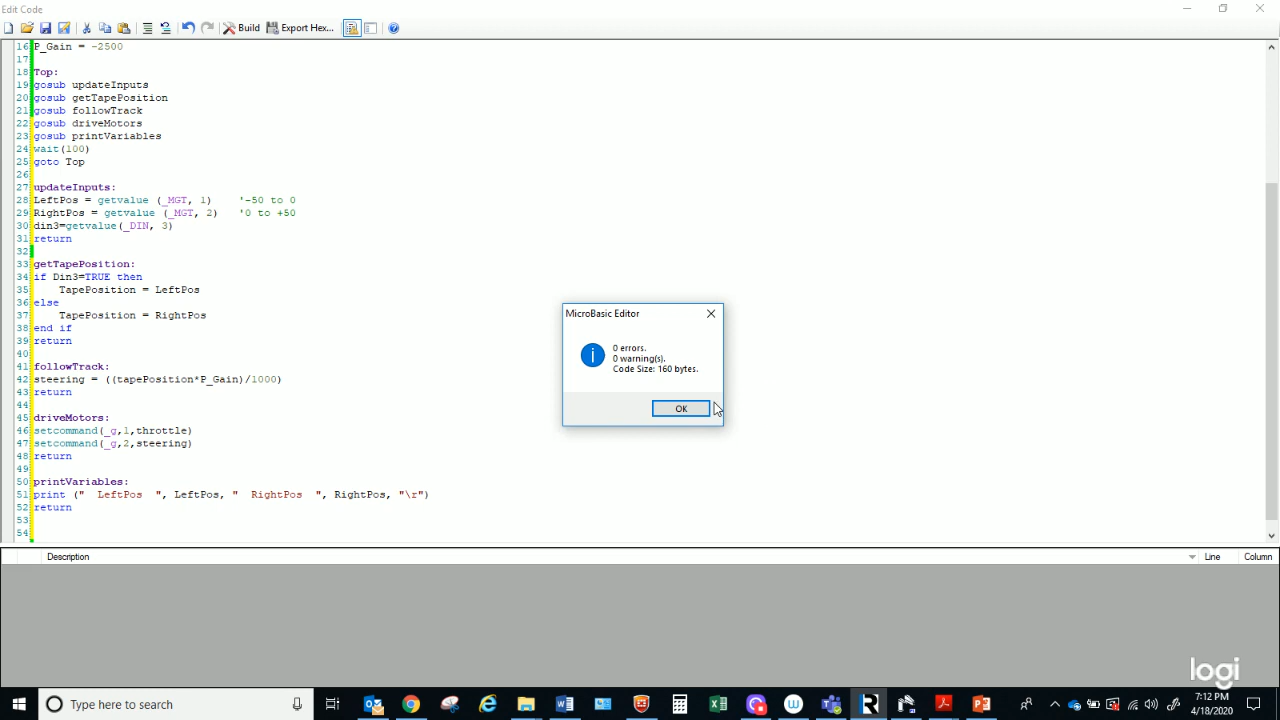 Edit Code
Build Export Hex...
16 P_Gain = -2500
17
18 Top:
19 gosub updateInputs
20 gosub getTapePosition
21 gosub followTrack
22 gosub driveMotors
23 gosub printVariables
24 wait(100)
25 goto Top
26
27 updateInputs:
28 LeftPos = getvalue (_MGT, 1)    '-50 to 0
29 RightPos = getvalue (_MGT, 2)   '0 to +50
30 din3=getvalue(_DIN, 3)
31 return
32
33 getTapePosition:
34 if Din3=TRUE then
35     TapePosition = LeftPos
36 else
37     TapePosition = RightPos
38 end if
39 return
40
41 followTrack:
42 steering = ((tapePosition*P_Gain)/1000)
43 return
44
45 driveMotors:
46 setcommand(_g,1,throttle)
47 setcommand(_g,2,steering)
48 return
49
50 printVariables:
51 print ("  LeftPos  ", LeftPos, "  RightPos  ", RightPos, "\r")
52 return
53
54
MicroBasic Editor
0 errors.
0 warning(s).
Code Size: 160 bytes.
OK
Description Line Column
logi
Type here to search
7:12 PM
4/18/2020